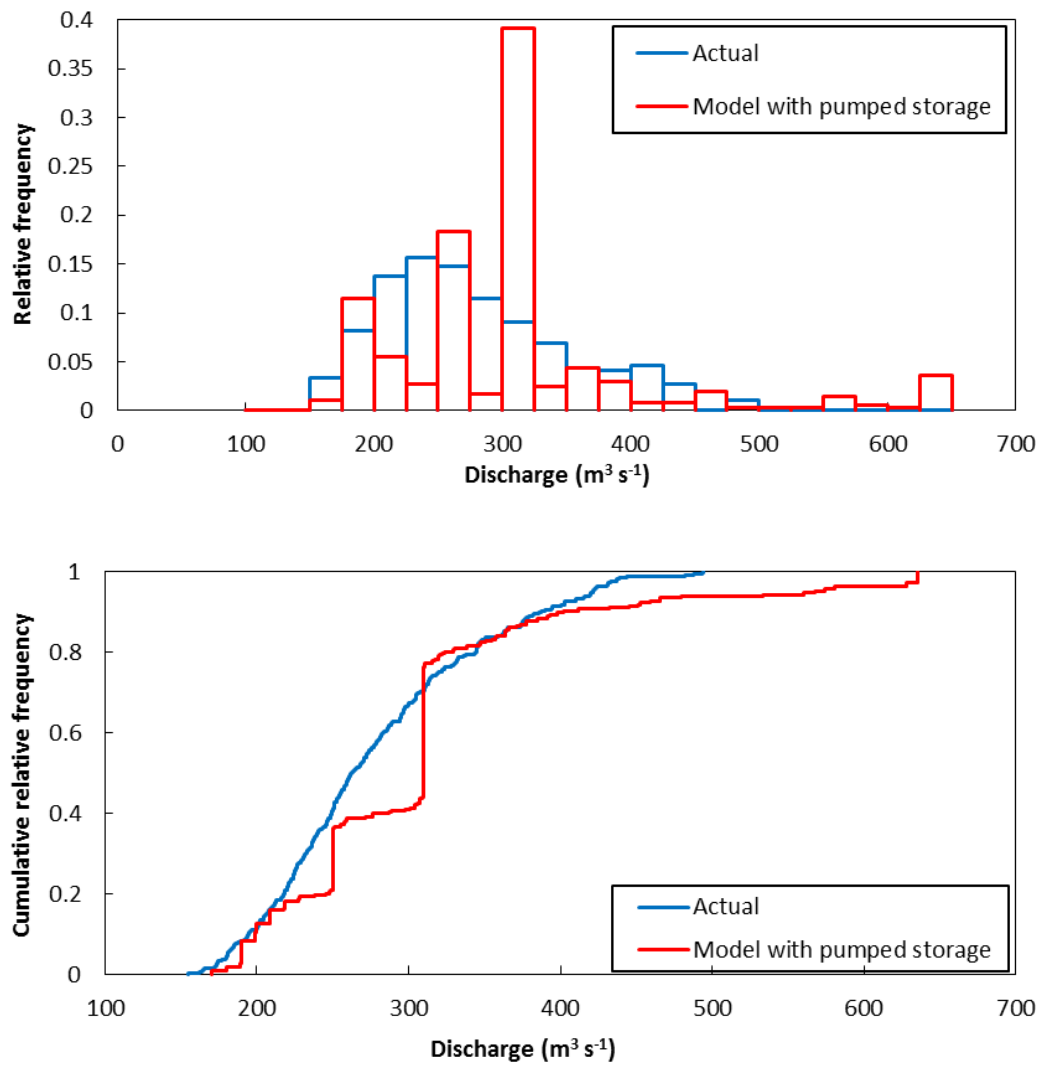 0.4
0.35
0.3
0.25
0.2
0.15
0.1
0.05
0
Relative frequency
Actual
Model with pumped storage
0 100 200 300 400 500 600 700
Discharge (m³ s⁻¹)
1
0.8
0.6
0.4
0.2
0
Cumulative relative frequency
Actual
Model with pumped storage
100 200 300 400 500 600 700
Discharge (m³ s⁻¹)